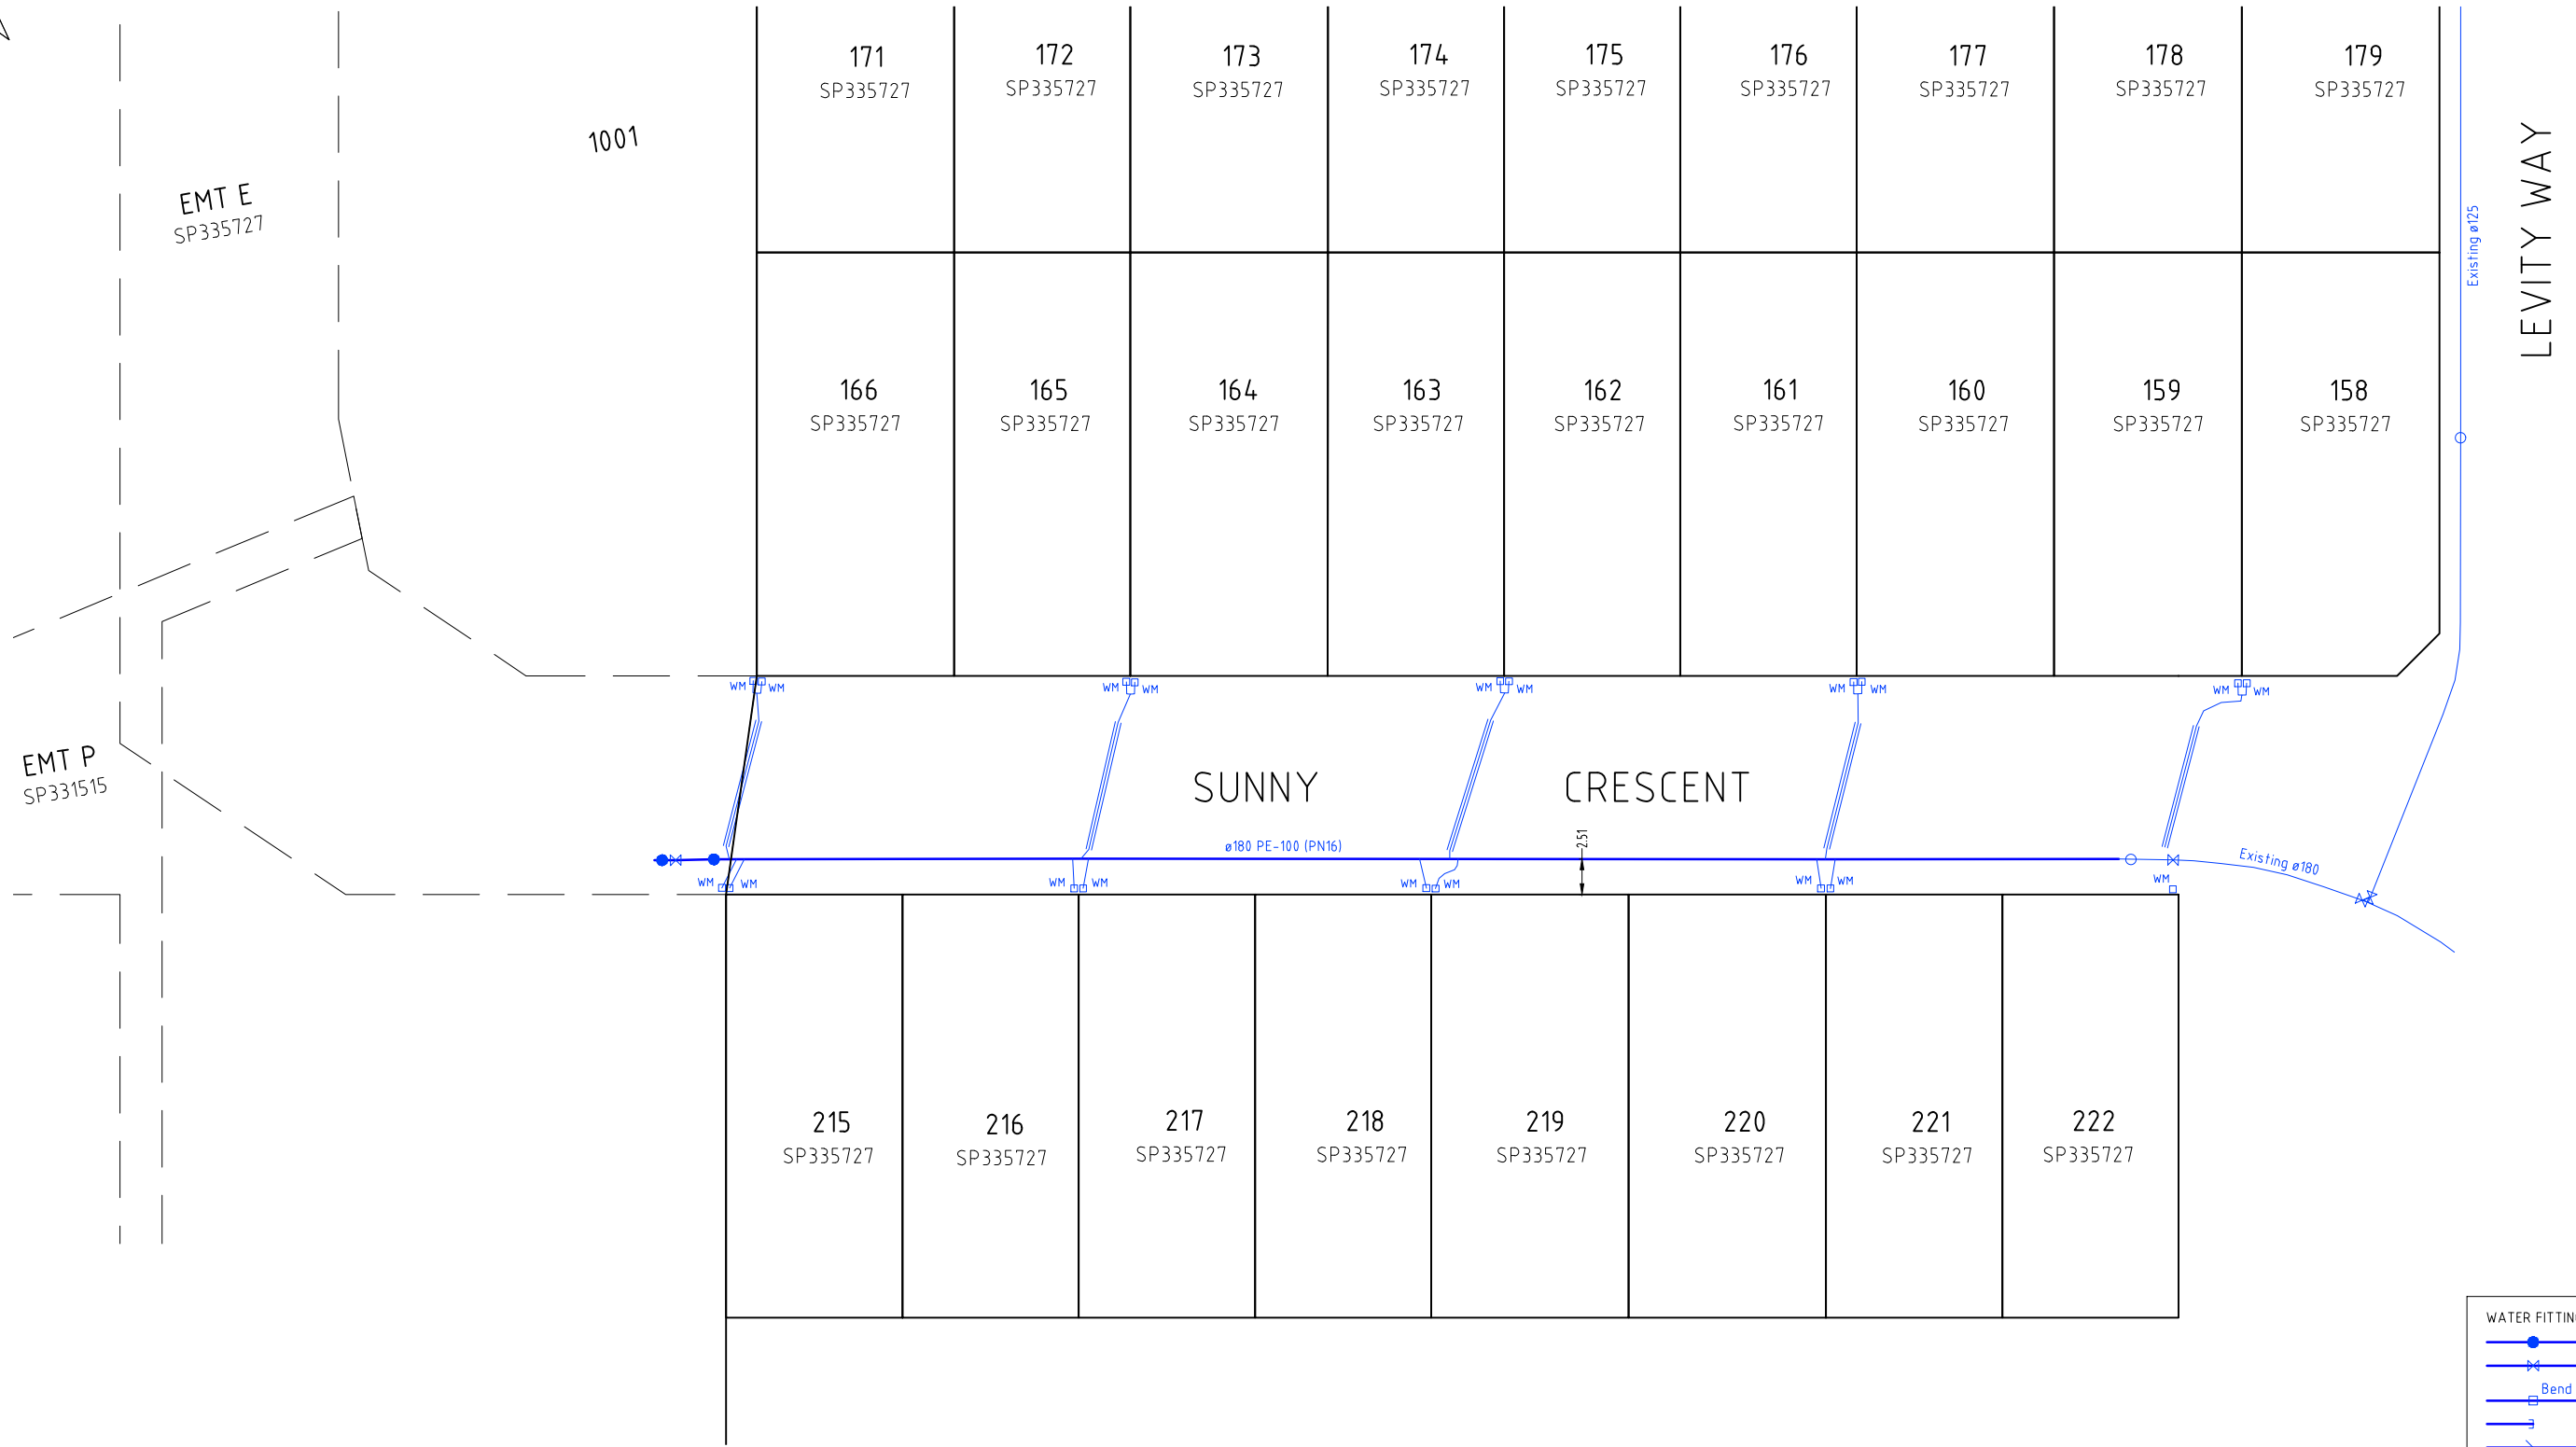 171
SP335727
172
SP335727
173
SP335727
174
SP335727
175
SP335727
176
SP335727
177
SP335727
178
SP335727
179
SP335727
1001
EMT E
SP335727
LEVITY WAY
Existing ø125
166
SP335727
165
SP335727
164
SP335727
163
SP335727
162
SP335727
161
SP335727
160
SP335727
159
SP335727
158
SP335727
WM WM
WM WM
WM WM
WM WM
WM WM
EMT P
SP331515
SUNNY CRESCENT
ø180 PE-100 (PN16)
2.51
Existing ø180
WM WM
WM WM
WM WM
WM WM
WM
215
SP335727
216
SP335727
217
SP335727
218
SP335727
219
SP335727
220
SP335727
221
SP335727
222
SP335727
WATER
Bend